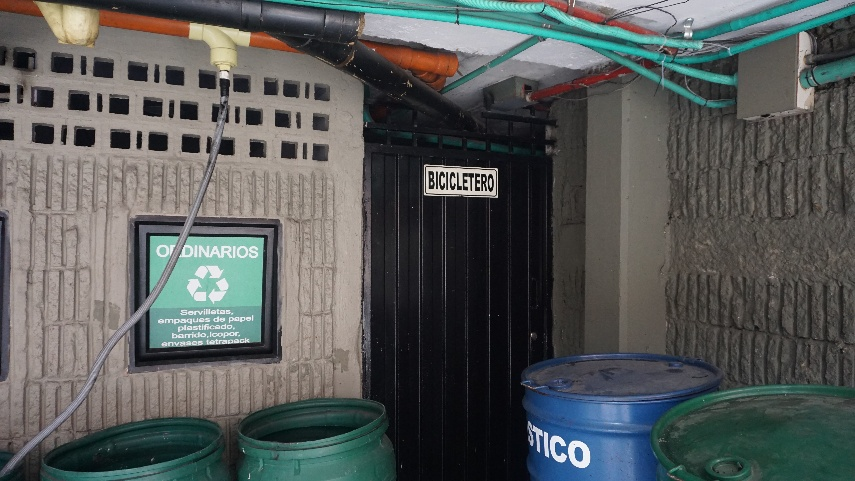 BICICLETERO
ORDINARIOS
Servilletas,
empaques de papel
plastificado,
barrido, icopor,
envases tetrapack
STICO